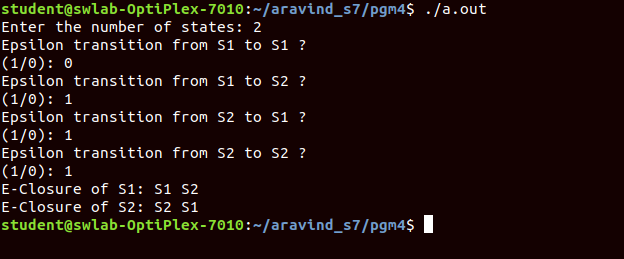 student@swlab-OptiPlex-7010:~/aravind_s7/pgm4$ ./a.out
Enter the number of states: 2
Epsilon transition from S1 to S1 ?
(1/0): 0
Epsilon transition from S1 to S2 ?
(1/0): 1
Epsilon transition from S2 to S1 ?
(1/0): 1
Epsilon transition from S2 to S2 ?
(1/0): 1
E-Closure of S1: S1 S2
E-Closure of S2: S2 S1
student@swlab-OptiPlex-7010:~/aravind_s7/pgm4$